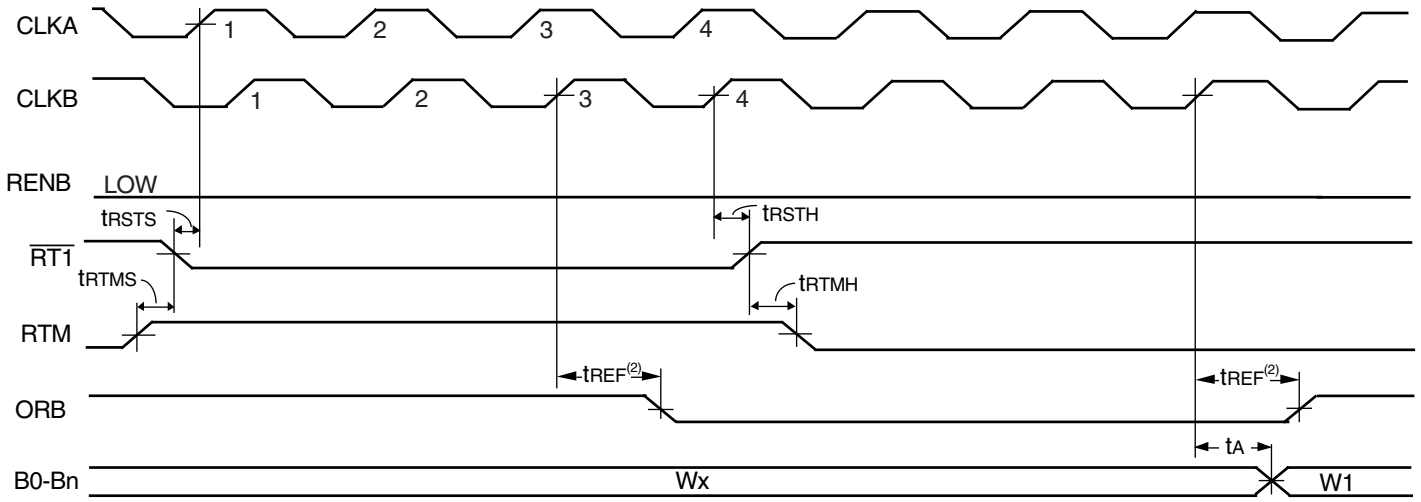 CLKA 1 2 3 4
CLKB 1 2 3 4
RENB LOW
tRSTS tRSTH
RT1
tRTMS tRTMH
RTM
tREF(2) tREF(2)
ORB
tA
B0-Bn Wx W1